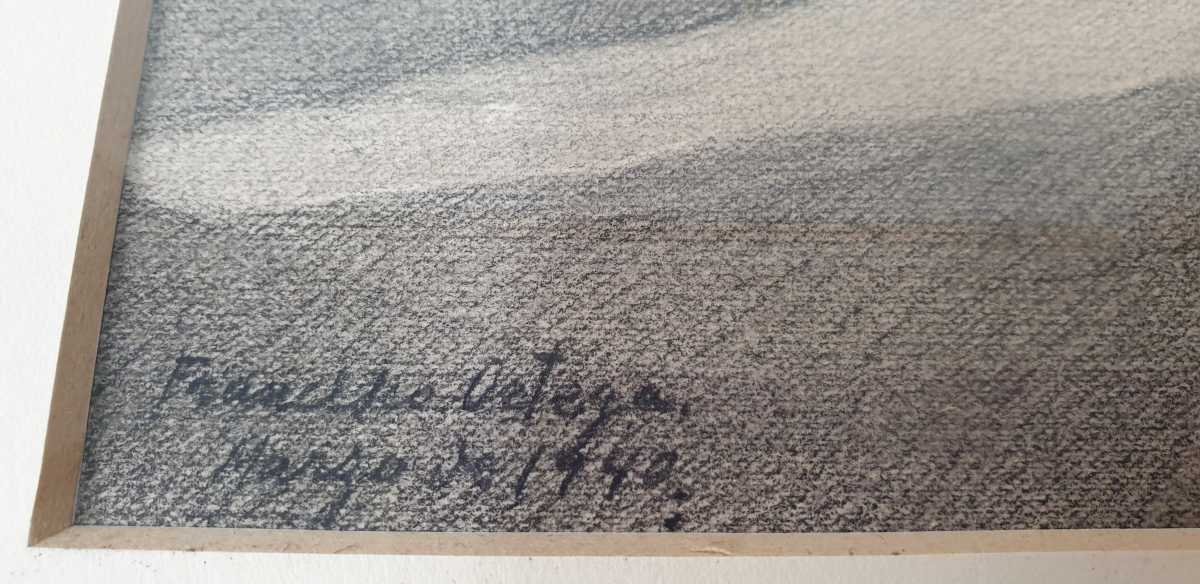 Francisco Ortega.
Marzo de 1940.